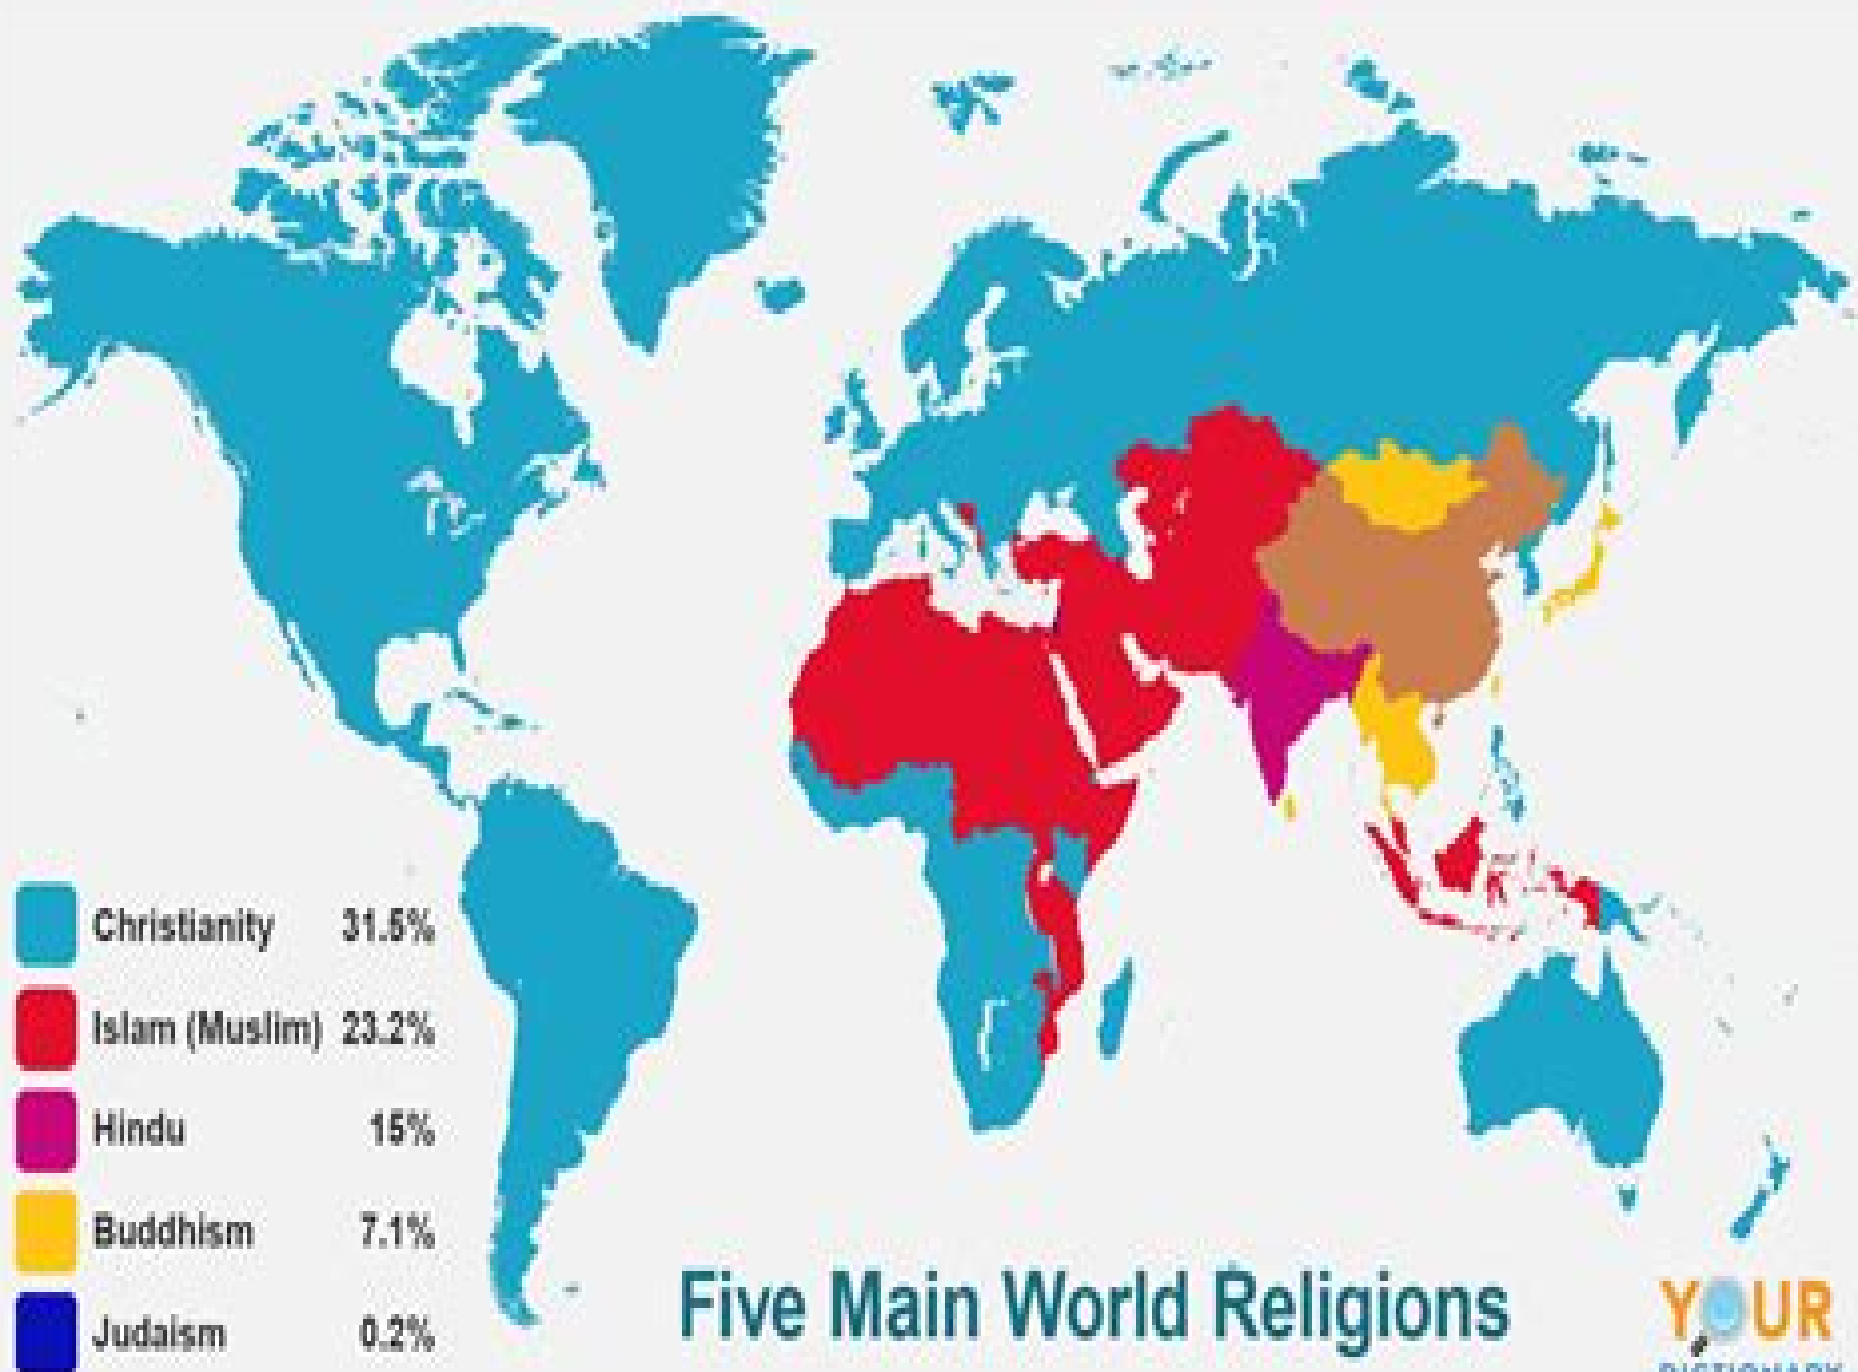 Christianity 31.5%
Islam (Muslim) 23.2%
Hindu 15%
Buddhism 7.1%
Judaism 0.2%
Five Main World Religions
YOUR
DICTIONARY